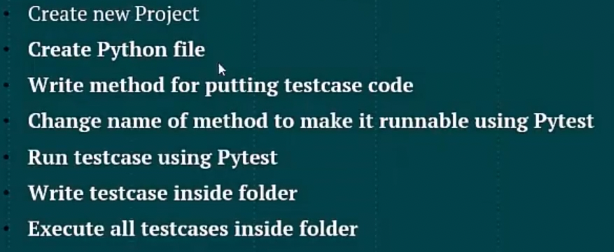 Create new Project
Create Python file
Write method for putting testcase code
Change name of method to make it runnable using Pytest
Run testcase using Pytest
Write testcase inside folder
Execute all testcases inside folder